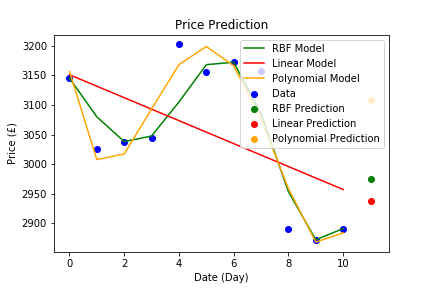 Price Prediction
3200
3150
3100
3050
3000
2950
2900
Price (£)
0
2
4
6
8
10
Date (Day)
RBF Model
Linear Model
Polynomial Model
Data
RBF Prediction
Linear Prediction
Polynomial Prediction